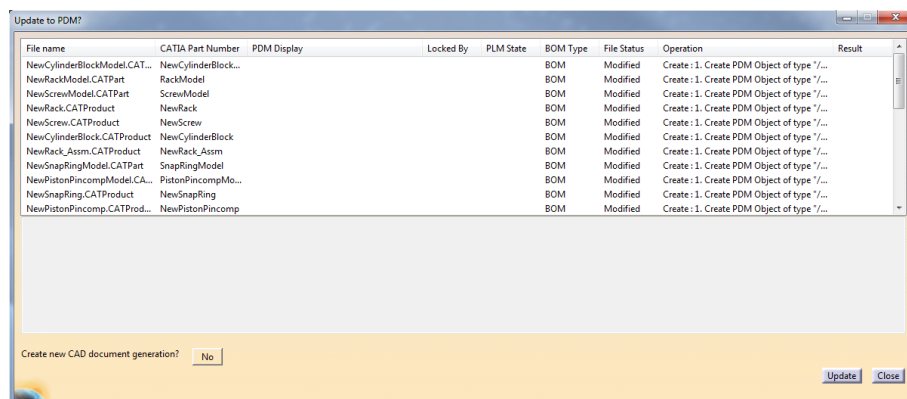 Update to PDM?
File name CATIA Part Number PDM Display Locked By PLM State BOM Type File Status Operation Result
NewCylinderBlockModel.CAT... NewCylinderBlock... BOM Modified Create : 1. Create PDM Object of type "/...
NewRackModel.CATPart RackModel BOM Modified Create : 1. Create PDM Object of type "/...
NewScrewModel.CATPart ScrewModel BOM Modified Create : 1. Create PDM Object of type "/...
NewRack.CATProduct NewRack BOM Modified Create : 1. Create PDM Object of type "/...
NewScrew.CATProduct NewScrew BOM Modified Create : 1. Create PDM Object of type "/...
NewCylinderBlock.CATProduct NewCylinderBlock BOM Modified Create : 1. Create PDM Object of type "/...
NewRack_Assm.CATProduct NewRack_Assm BOM Modified Create : 1. Create PDM Object of type "/...
NewSnapRingModel.CATPart SnapRingModel BOM Modified Create : 1. Create PDM Object of type "/...
NewPistonPincompModel.CA... PistonPincompMo... BOM Modified Create : 1. Create PDM Object of type "/...
NewSnapRing.CATProduct NewSnapRing BOM Modified Create : 1. Create PDM Object of type "/...
NewPistonPincomp.CATProd... NewPistonPincomp BOM Modified Create : 1. Create PDM Object of type "/...
Create new CAD document generation? No
Update Close